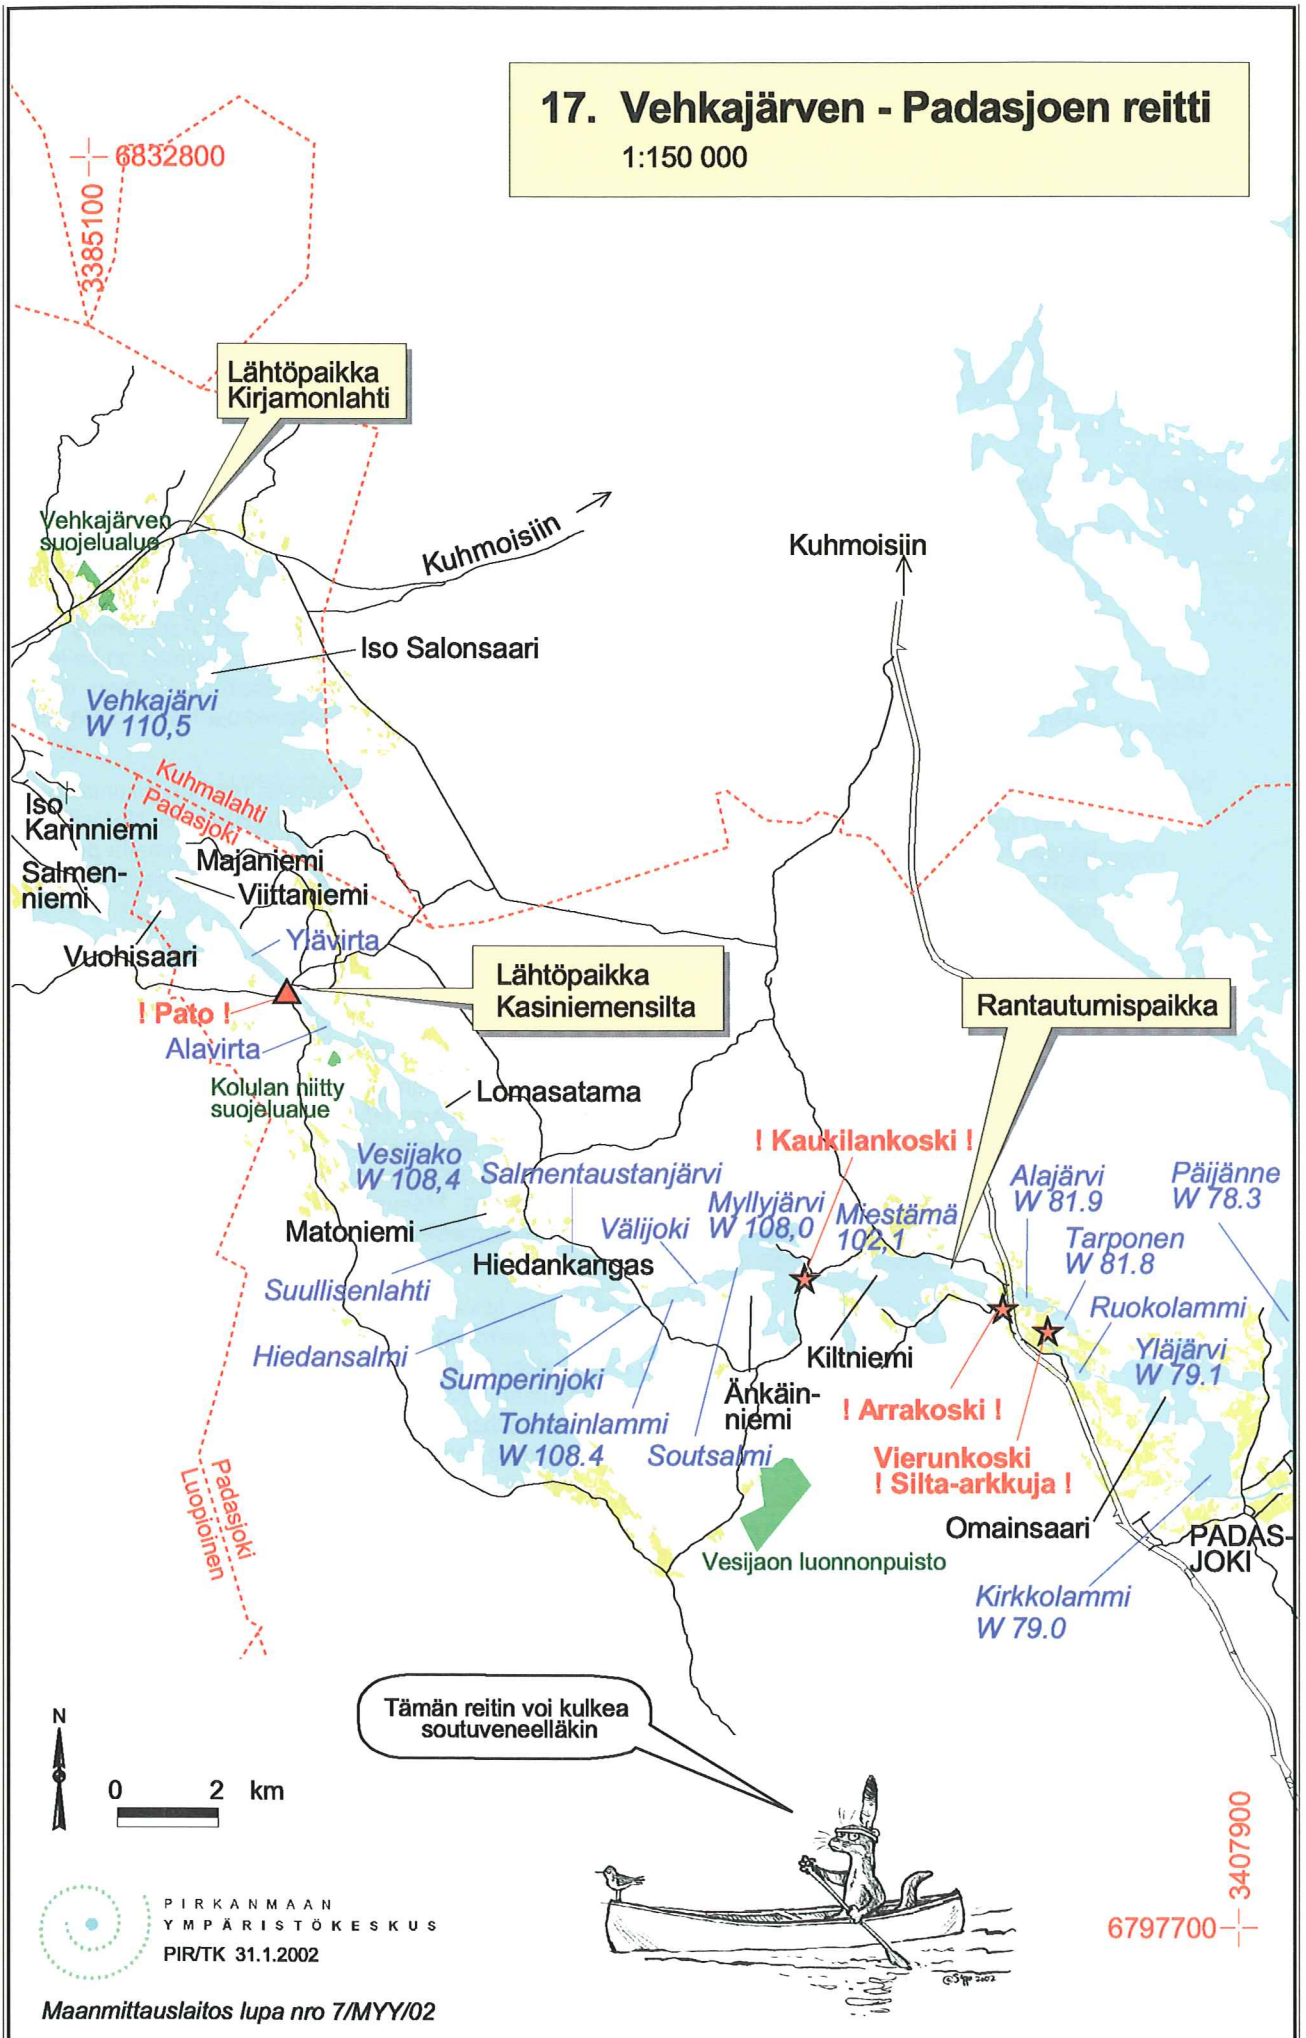 17. Vehkajärven - Padasjoen reitti
1:150 000
6832800
3385100
Lähtöpaikka
Kirjamonlahti
Vehkajärven
suojelualue
Kuhmoisiin
Kuhmoisiin
Iso Salonsaari
Vehkajärvi
W 110,5
Kuhmalahti
Padasjoki
Iso
Karinniemi
Majaniemi
Salmen-
niemi
Viittaniemi
Vuohisaari
Ylävirta
Lähtöpaikka
Kasiniemensilta
Rantautumispaikka
! Pato !
Alavirta
Kolulan niitty
suojelualue
Lomasatama
Vesijako
W 108,4
Salmentaustanjärvi
! Kaukilankoski !
Myllyjärvi
W 108,0
Miestämä
102,1
Alajärvi
W 81.9
Päijänne
W 78.3
Matoniemi
Välijoki
Tarponen
W 81.8
Hiedankangas
Suullisenlahti
Ruokolammi
Hiedansalmi
Kiltniemi
Yläjärvi
W 79.1
Sumperinjoki
Änkäin-
niemi
! Arrakoski !
Tohtainlammi
W 108.4
Soutsalmi
Vierunkoski
! Silta-arkkuja !
Padasjoki
Luopioinen
Omainsaari
PADAS-
JOKI
Vesijaon luonnonpuisto
Kirkkolammi
W 79.0
Tämän reitin voi kulkea
soutuveneelläkin
N
0 2 km
3407900
6797700
PIRKANMAAN
YMPÄRISTÖKESKUS
PIR/TK 31.1.2002
©Seppo 2002
Maanmittauslaitos lupa nro 7/MYY/02